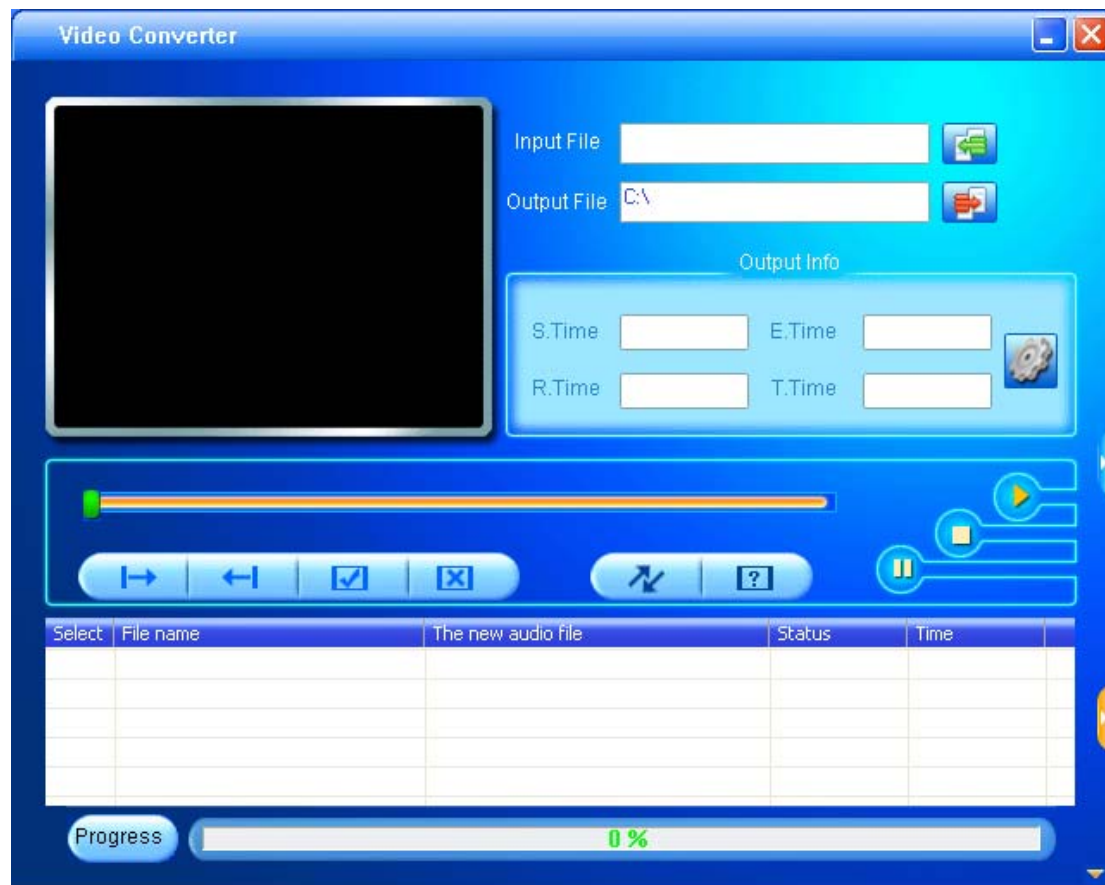 Video Converter
Input File
Output File C:\
Output Info
S.Time E.Time
R.Time T.Time
Select File name The new audio file Status Time
Progress 0 %